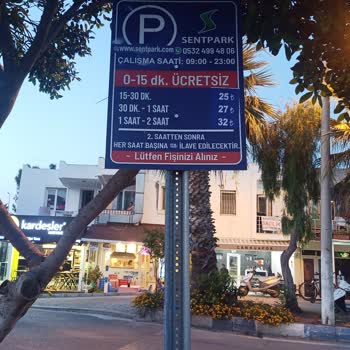 P SENTPARK
www.sentpark.com 0532 499 48 06
ÇALIŞMA SAATİ: 09:00 - 23:00
0-15 dk. ÜCRETSİZ
15-30 DK. 25 ₺
30 DK. - 1 SAAT 27 ₺
1 SAAT - 2 SAAT 32 ₺
2. SAATTEN SONRA
HER SAAT BAŞINA İLAVE EDİLECEKTİR.
- Lütfen Fişinizi Alınız -
kardeşler